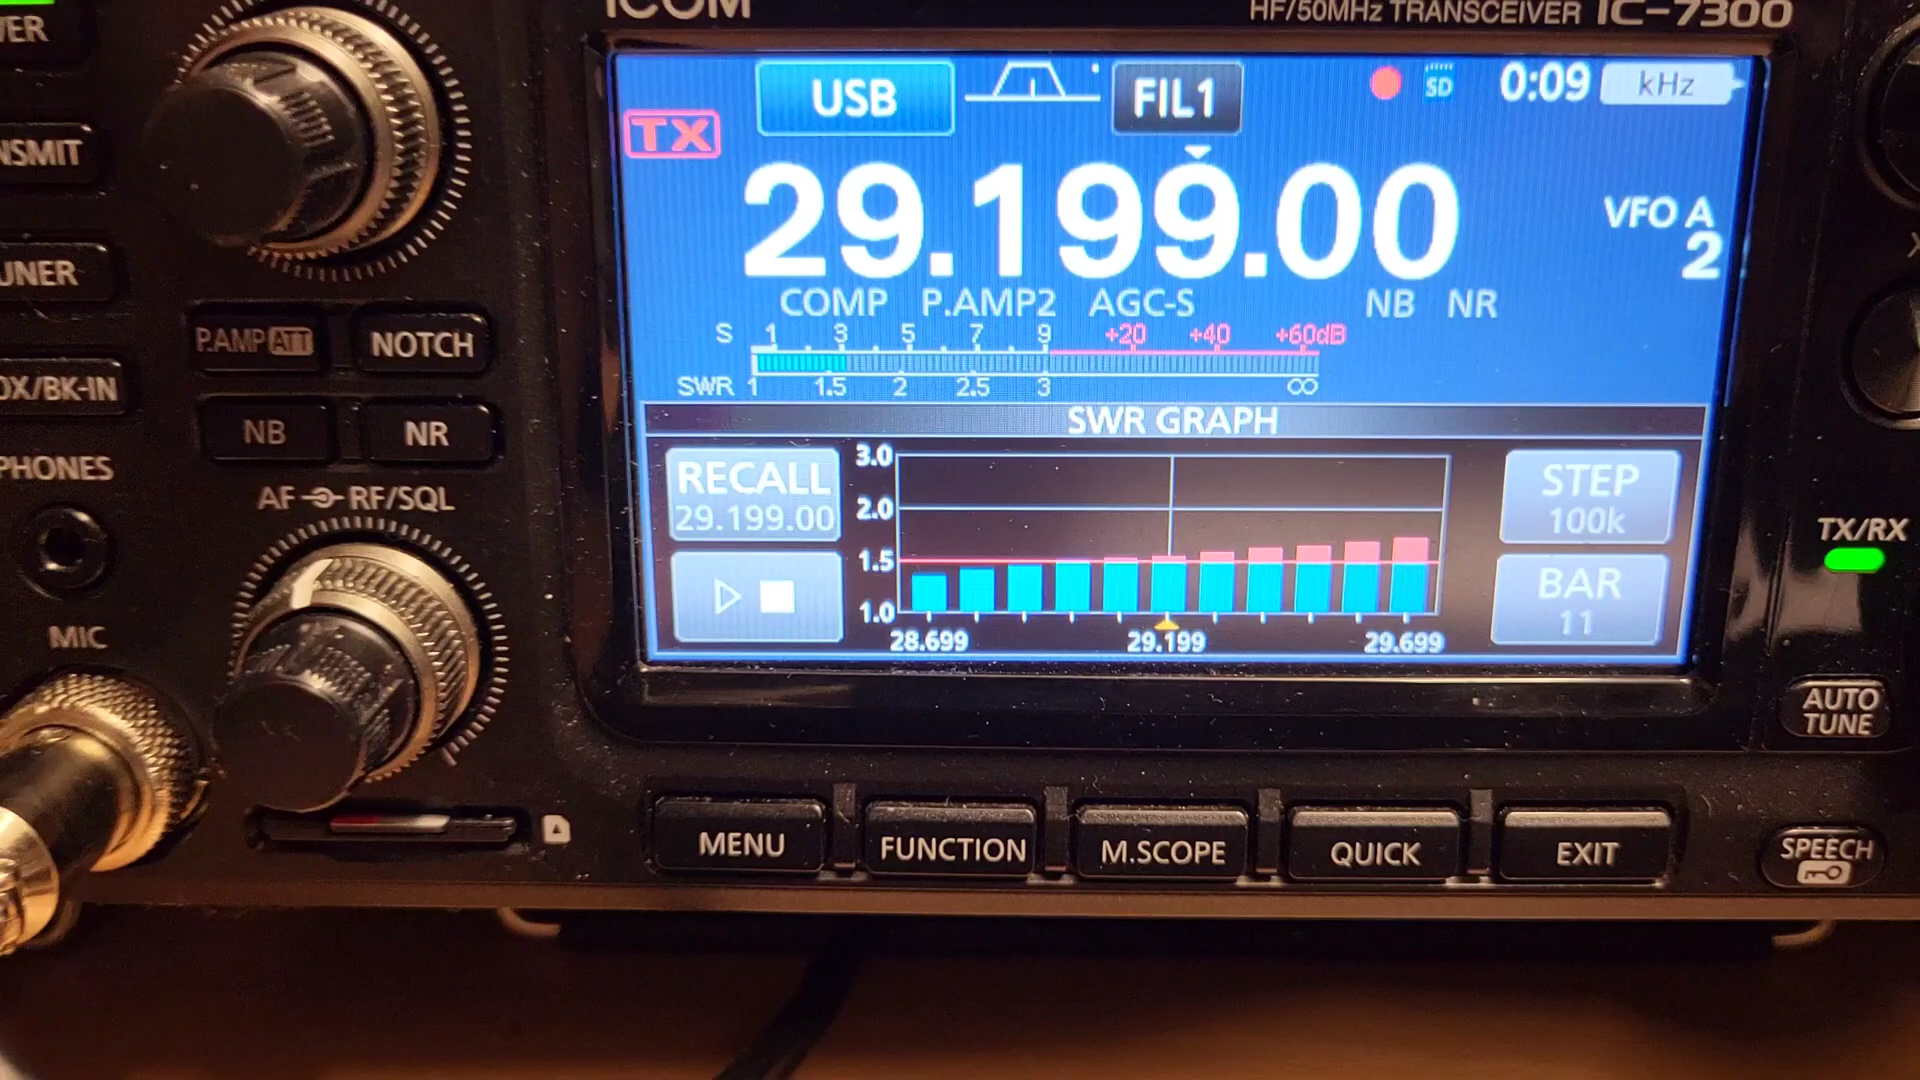 ICOM
HF/50MHz TRANSCEIVER IC-7300
USB
FIL1
SD
0:09
kHz
TX
29.199.00
VFO A
2
COMP P.AMP2 AGC-S NB NR
S 1 3 5 7 9 +20 +40 +60dB
SWR 1 1.5 2 2.5 3 ∞
SWR GRAPH
RECALL
29.199.00
3.0
2.0
1.5
1.0
28.699 29.199 29.699
STEP
100k
BAR
11
P.AMP ATT
NOTCH
NB
NR
AF RF/SQL
PHONES
MIC
TX/RX
AUTO
TUNE
MENU
FUNCTION
M.SCOPE
QUICK
EXIT
SPEECH